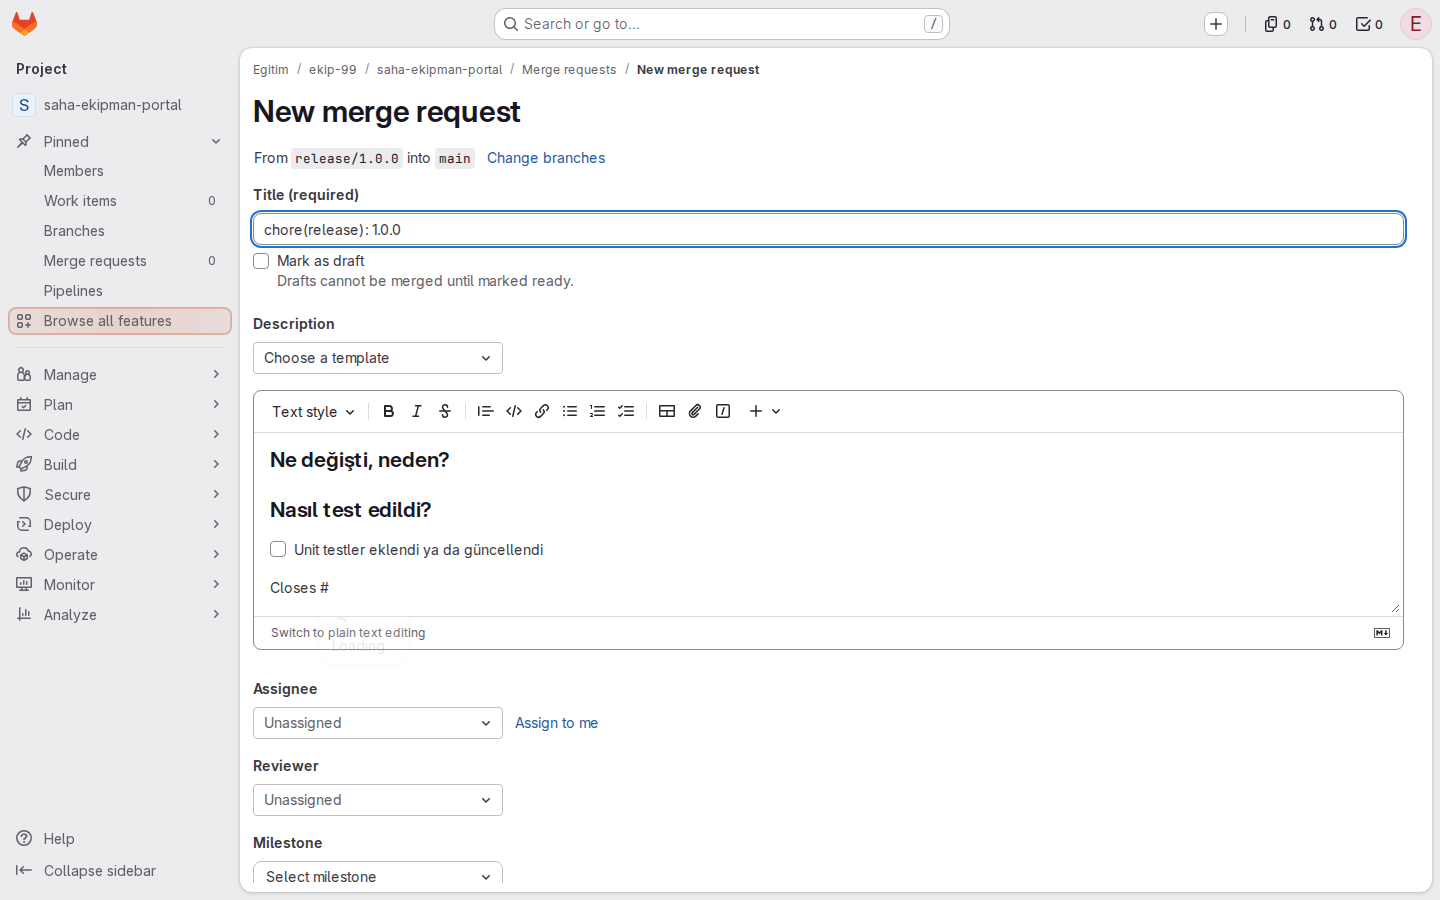 Search or go to...
/
0
0
0
E
Project
S
saha-ekipman-portal
Pinned
Members
Work items
0
Branches
Merge requests
0
Pipelines
Browse all features
Manage
Plan
Code
Build
Secure
Deploy
Operate
Monitor
Analyze
Help
Collapse sidebar
Egitim / ekip-99 / saha-ekipman-portal / Merge requests / New merge request
New merge request
From release/1.0.0 into main Change branches
Title (required)
chore(release): 1.0.0
Mark as draft
Drafts cannot be merged until marked ready.
Description
Choose a template
Text style
Ne değişti, neden?
Nasıl test edildi?
Unit testler eklendi ya da güncellendi
Closes #
Switch to plain text editing
Loading...
Assignee
Unassigned
Assign to me
Reviewer
Unassigned
Milestone
Select milestone